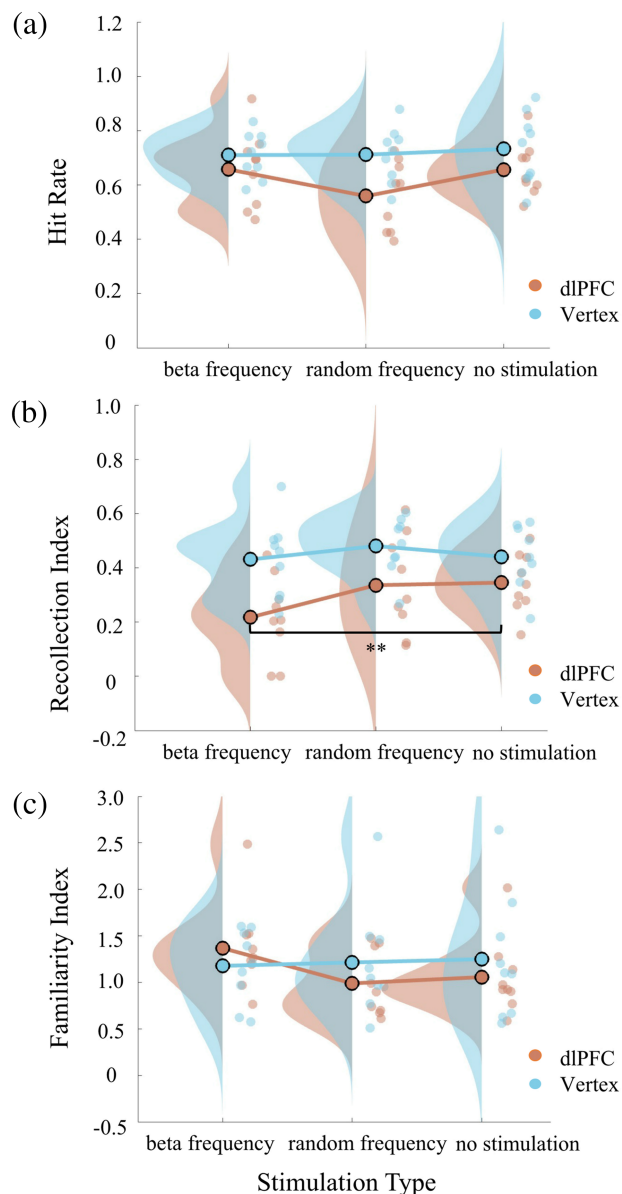 (a)
1.2
1.0
0.8
0.6
0.4
0.2
0
Hit Rate
dlPFC
Vertex
beta frequency random frequency no stimulation
(b)
1.0
0.8
0.6
0.4
0.2
0
-0.2
Recollection Index
**
dlPFC
Vertex
beta frequency random frequency no stimulation
(c)
3.0
2.5
2.0
1.5
1.0
0
-0.5
Familiarity Index
dlPFC
Vertex
beta frequency random frequency no stimulation
Stimulation Type